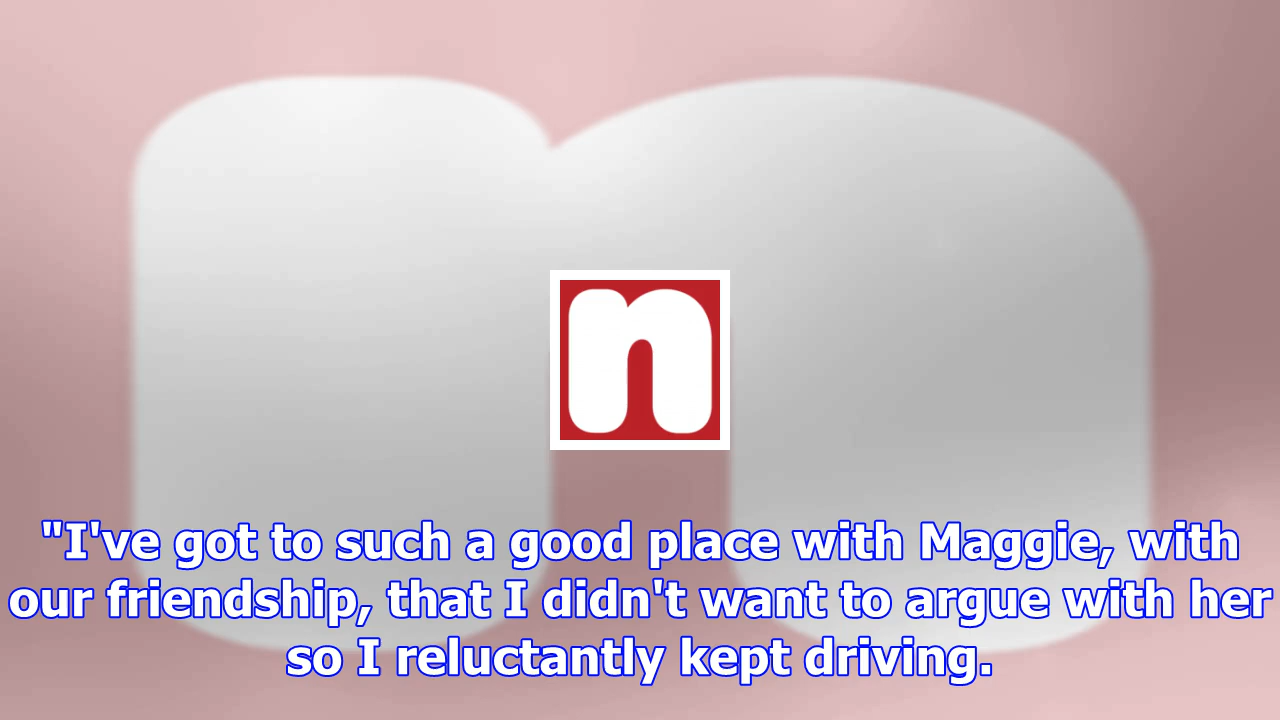 n
"I've got to such a good place with Maggie, with
our friendship, that I didn't want to argue with her
so I reluctantly kept driving.